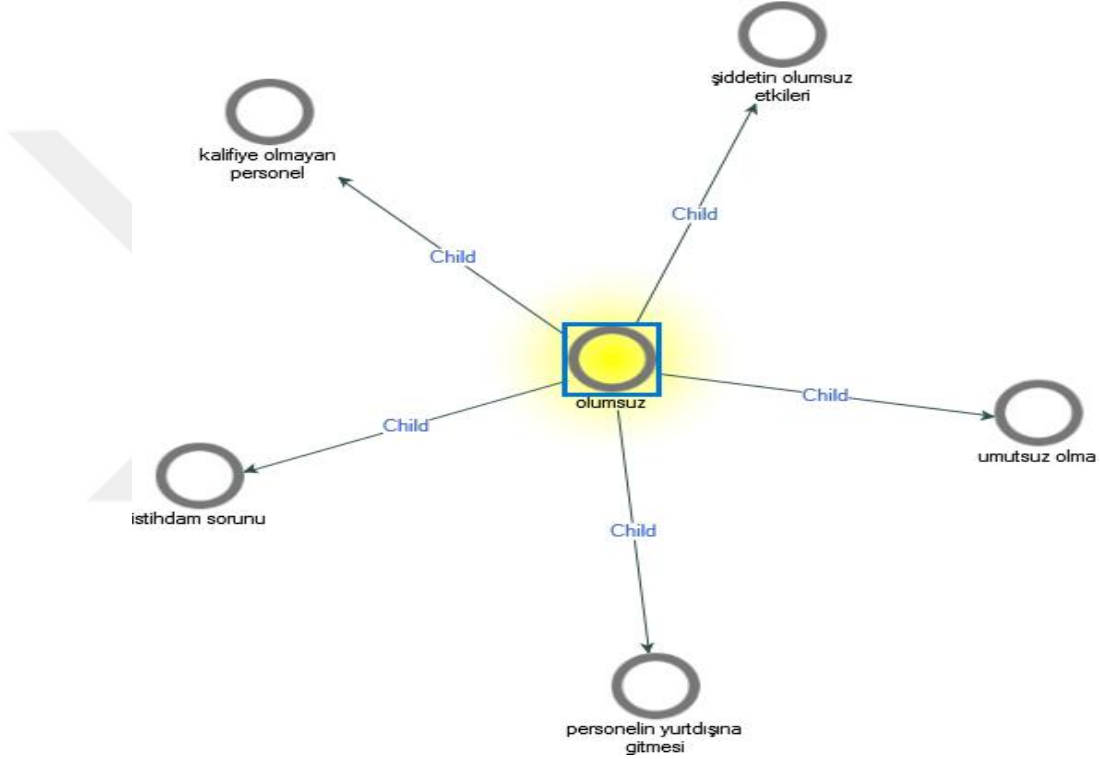 şiddetin olumsuz
etkileri
kalifiye olmayan
personel
Child
Child
olumsuz
Child
Child
umutsuz olma
istihdam sorunu
Child
personelin yurtdışına
gitmesi